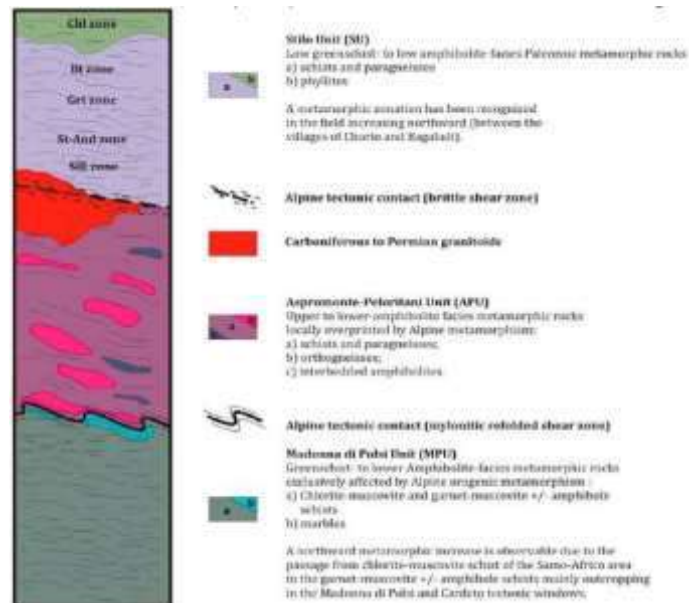 Chl zone
Bt zone
Grt zone
St-And zone
Sill zone
Stilo Unit (SU)
Low greenschist- to low amphibolite-facies Paleozoic metamorphic rocks
a) schists and paragneisses
b) phyllites
A metamorphic zonation has been recognized
in the field increasing northward (between the
villages of Chorio and Bagaladi).
Alpine tectonic contact (brittle shear zone)
Carboniferous to Permian granitoids
Aspromonte-Peloritani Unit (APU)
Upper to lower-amphibolite facies metamorphic rocks
locally overprinted by Alpine metamorphism:
a) schists and paragneisses;
b) orthogneisses;
c) interbedded amphibolites
Alpine tectonic contact (mylonitic refolded shear zone)
Madonna di Polsi Unit (MPU)
Greenschist- to lower Amphibolite-facies metamorphic rocks
exclusively affected by Alpine orogenic metamorphism :
a) Chlorite-muscovite and garnet-muscovite +/- amphibole
schists
b) marbles
A northward metamorphic increase is observable due to the
passage from chlorite-muscovite schist of the Samo-Africo area
to the garnet-muscovite +/- amphibole schists mainly outcropping
in the Madonna di Polsi and Cardeto tectonic windows.